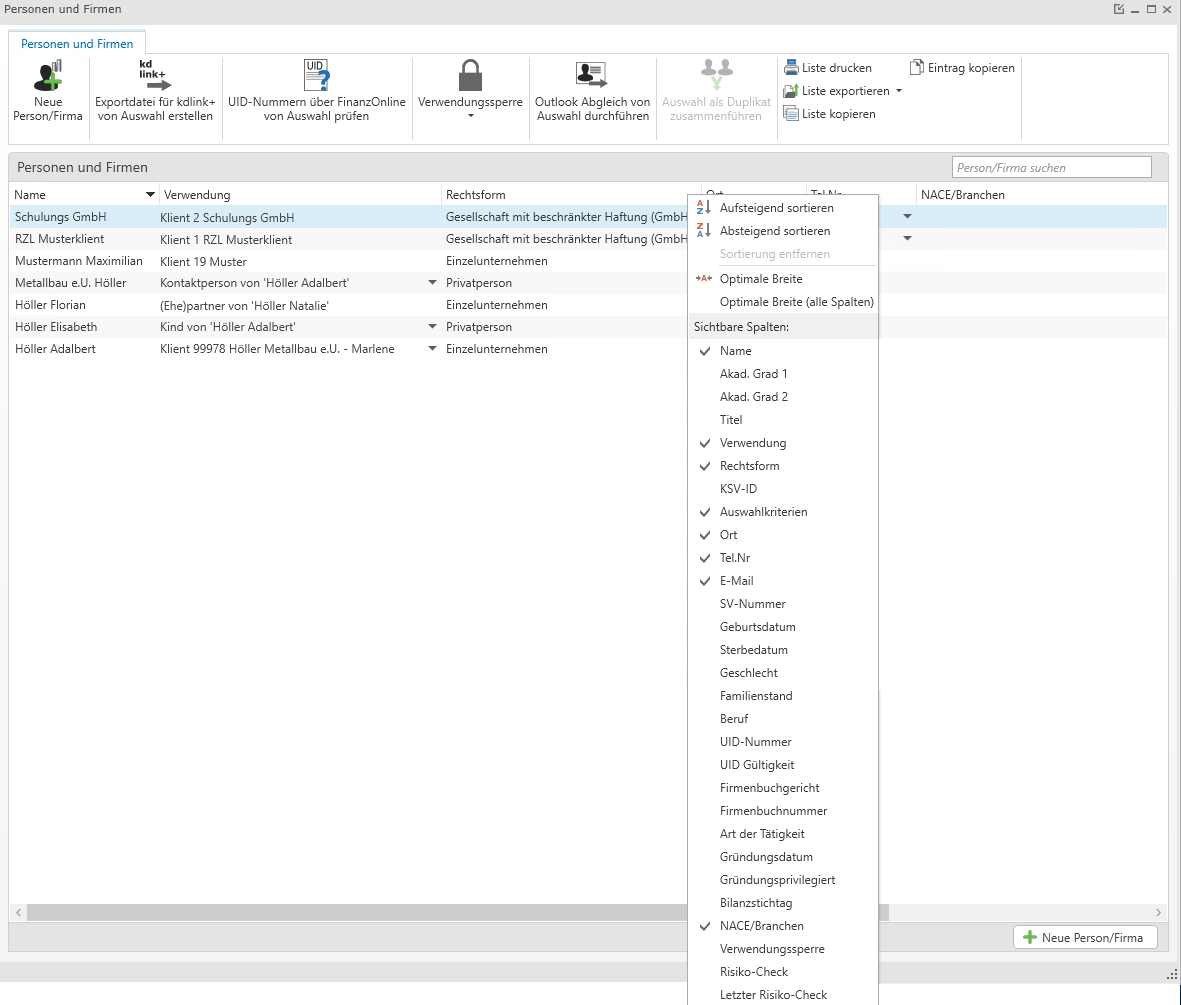 Personen und Firmen
Personen und Firmen
Neue
Person/Firma
kd
link+
Exportdatei für kdlink+
von Auswahl erstellen
UID
UID-Nummern über FinanzOnline
von Auswahl prüfen
Verwendungssperre
Outlook Abgleich von
Auswahl durchführen
Auswahl als Duplikat
zusammenführen
Liste drucken
Liste exportieren
Liste kopieren
Eintrag kopieren
Personen und Firmen
Person/Firma suchen
Name Verwendung Rechtsform Ort Tel.Nr NACE/Branchen
Schulungs GmbH Klient 2 Schulungs GmbH Gesellschaft mit beschränkter Haftung (GmbH
RZL Musterklient Klient 1 RZL Musterklient Gesellschaft mit beschränkter Haftung (GmbH
Mustermann Maximilian Klient 19 Muster Einzelunternehmen
Metallbau e.U. Höller Kontaktperson von 'Höller Adalbert' Privatperson
Höller Florian (Ehe)partner von 'Höller Natalie' Einzelunternehmen
Höller Elisabeth Kind von 'Höller Adalbert' Privatperson
Höller Adalbert Klient 99978 Höller Metallbau e.U. - Marlene Einzelunternehmen
Aufsteigend sortieren
Absteigend sortieren
Sortierung entfernen
Optimale Breite
Optimale Breite (alle Spalten)
Sichtbare Spalten:
Name
Akad. Grad 1
Akad. Grad 2
Titel
Verwendung
Rechtsform
KSV-ID
Auswahlkriterien
Ort
Tel.Nr
E-Mail
SV-Nummer
Geburtsdatum
Sterbedatum
Geschlecht
Familienstand
Beruf
UID-Nummer
UID Gültigkeit
Firmenbuchgericht
Firmenbuchnummer
Art der Tätigkeit
Gründungsdatum
Gründungsprivilegiert
Bilanzstichtag
NACE/Branchen
Verwendungssperre
Risiko-Check
Letzter Risiko-Check
Neue Person/Firma